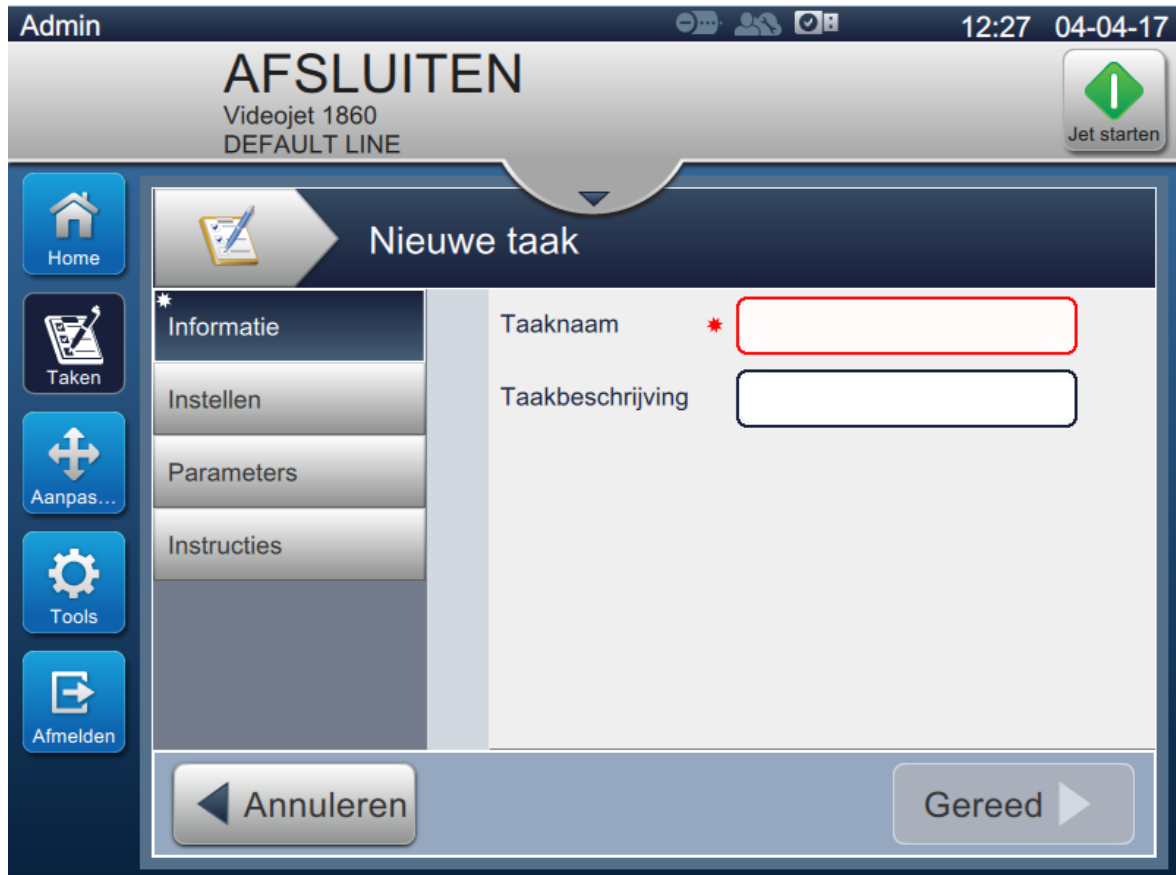 Admin
12:27 04-04-17
AFSLUITEN
Videojet 1860
DEFAULT LINE
Jet starten
Home
Taken
Aanpas...
Tools
Afmelden
Nieuwe taak
Informatie
Instellen
Parameters
Instructies
Taaknaam
Taakbeschrijving
Annuleren
Gereed